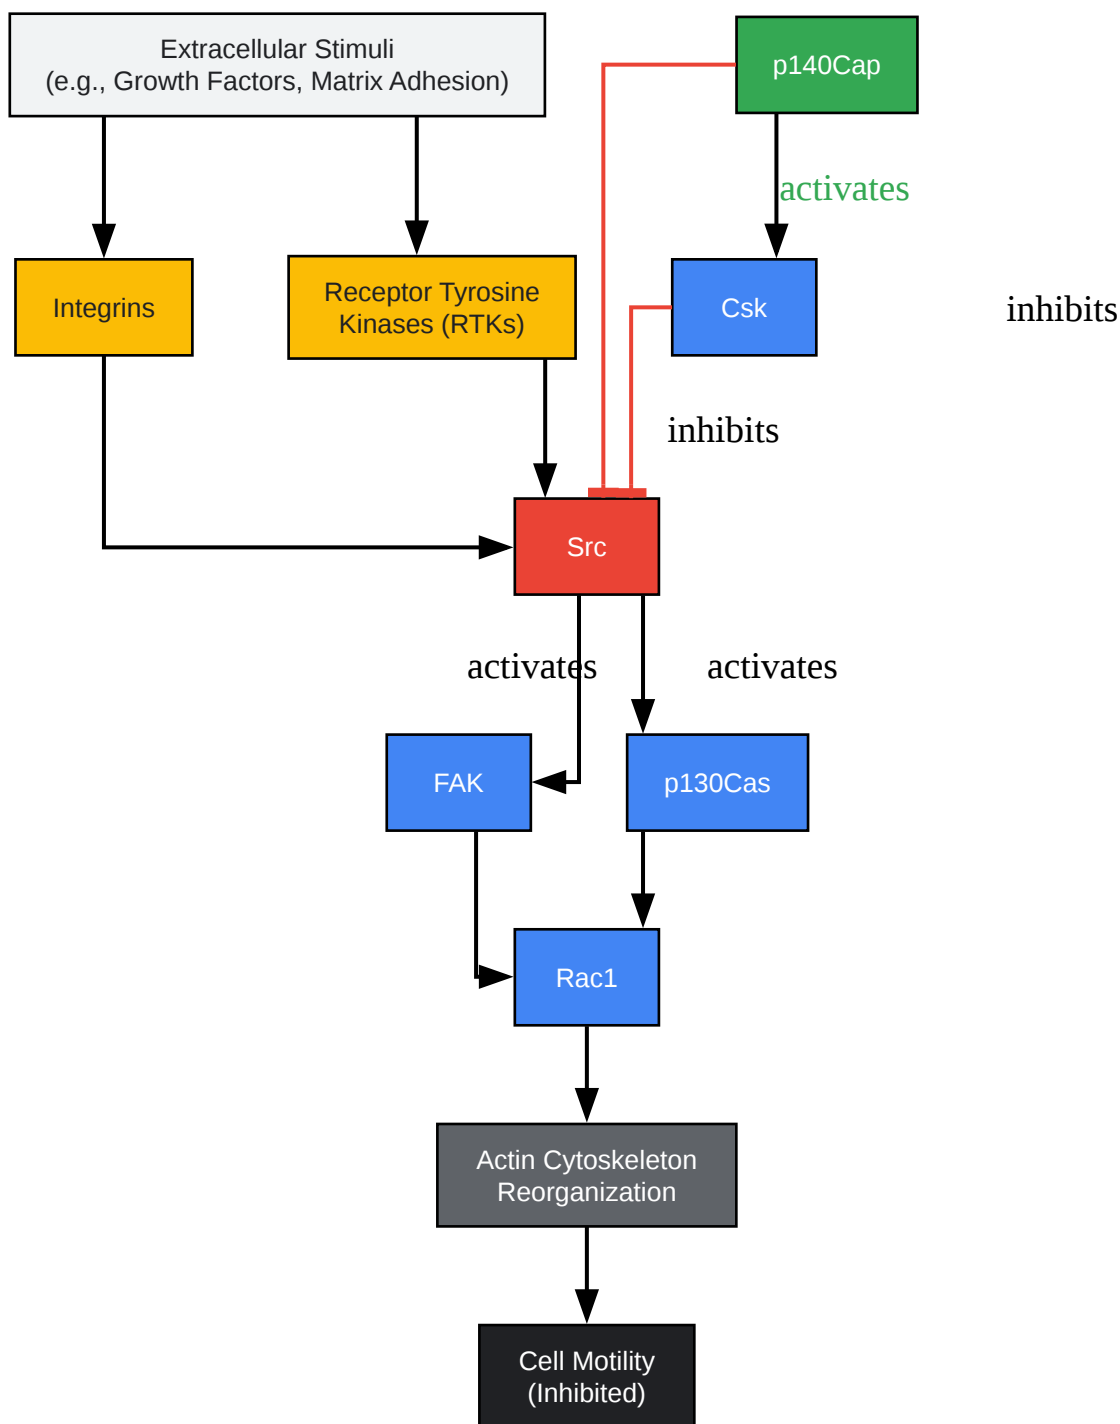 Extracellular Stimuli
(e.g., Growth Factors, Matrix Adhesion)
p140Cap
activates
Integrins
Receptor Tyrosine
Kinases (RTKs)
Csk
inhibits
inhibits
Src
activates
activates
FAK
p130Cas
Rac1
Actin Cytoskeleton
Reorganization
Cell Motility
(Inhibited)